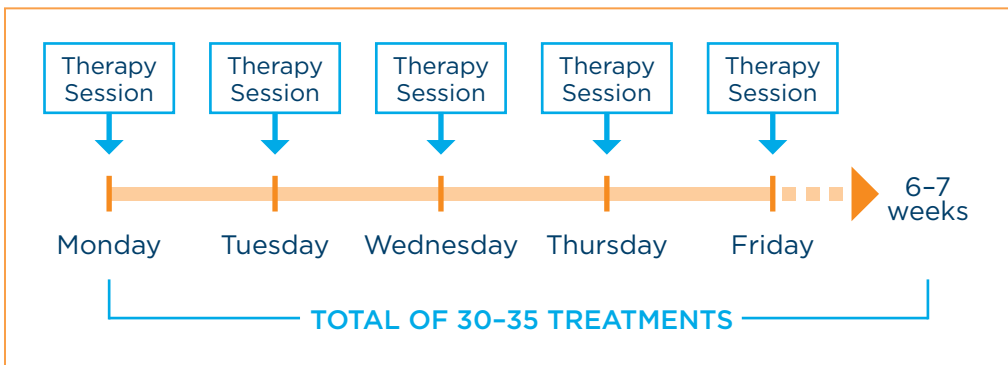 Therapy
Session
Therapy
Session
Therapy
Session
Therapy
Session
Therapy
Session
6–7
weeks
Monday
Tuesday
Wednesday
Thursday
Friday
TOTAL OF 30–35 TREATMENTS